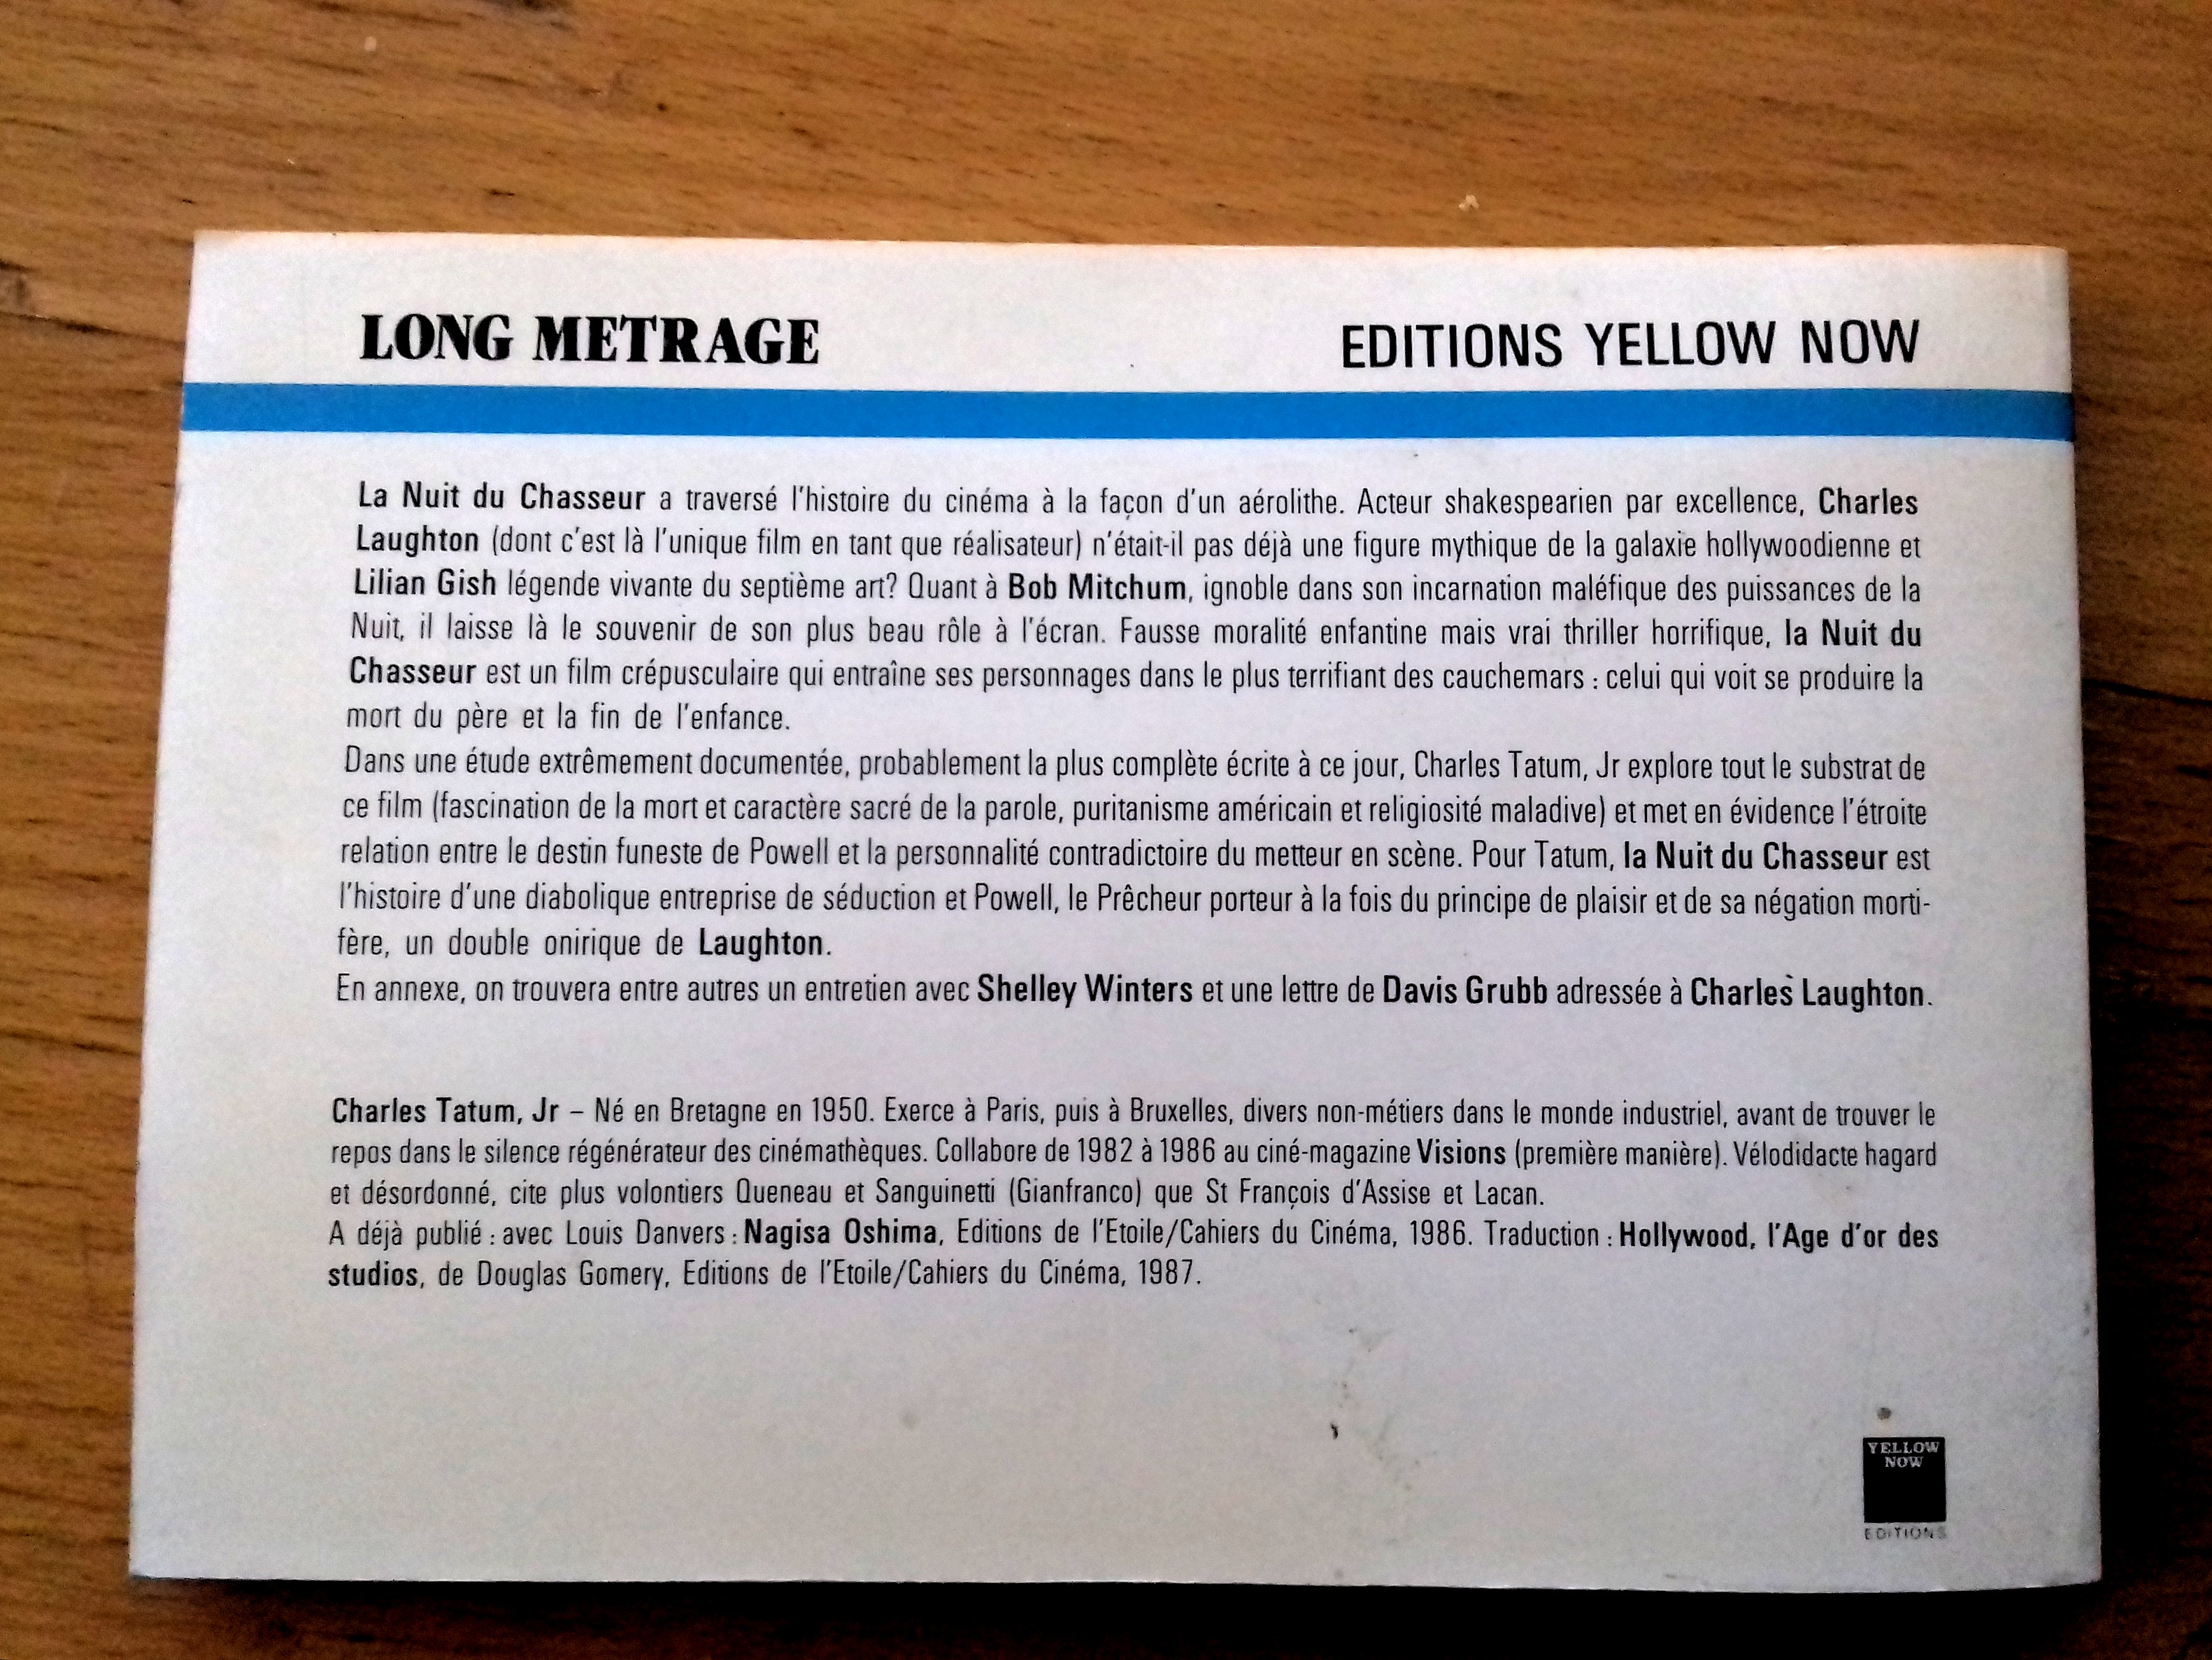 LONG METRAGE
EDITIONS YELLOW NOW
La Nuit du Chasseur a traversé l'histoire du cinéma à la façon d'un aérolithe. Acteur shakespearien par excellence, Charles
Laughton (dont c'est là l'unique film en tant que réalisateur) n'était-il pas déjà une figure mythique de la galaxie hollywoodienne et
Lilian Gish légende vivante du septième art? Quant à Bob Mitchum, ignoble dans son incarnation maléfique des puissances de la
Nuit, il laisse là le souvenir de son plus beau rôle à l'écran. Fausse moralité enfantine mais vrai thriller horrifique, la Nuit du
Chasseur est un film crépusculaire qui entraîne ses personnages dans le plus terrifiant des cauchemars : celui qui voit se produire la
mort du père et la fin de l'enfance.
Dans une étude extrêmement documentée, probablement la plus complète écrite à ce jour, Charles Tatum, Jr explore tout le substrat de
ce film (fascination de la mort et caractère sacré de la parole, puritanisme américain et religiosité maladive) et met en évidence l'étroite
relation entre le destin funeste de Powell et la personnalité contradictoire du metteur en scène. Pour Tatum, la Nuit du Chasseur est
l'histoire d'une diabolique entreprise de séduction et Powell, le Prêcheur porteur à la fois du principe de plaisir et de sa négation morti-
fère, un double onirique de Laughton.
En annexe, on trouvera entre autres un entretien avec Shelley Winters et une lettre de Davis Grubb adressée à Charles Laughton.
Charles Tatum, Jr – Né en Bretagne en 1950. Exerce à Paris, puis à Bruxelles, divers non-métiers dans le monde industriel, avant de trouver le
repos dans le silence régénérateur des cinémathèques. Collabore de 1982 à 1986 au ciné-magazine Visions (première manière). Vélodidacte hagard
et désordonné, cite plus volontiers Queneau et Sanguinetti (Gianfranco) que St François d'Assise et Lacan.
A déjà publié : avec Louis Danvers : Nagisa Oshima, Editions de l'Etoile/Cahiers du Cinéma, 1986. Traduction : Hollywood, l'Age d'or des
studios, de Douglas Gomery, Editions de l'Etoile/Cahiers du Cinéma, 1987.
YELLOW
NOW
EDITIONS